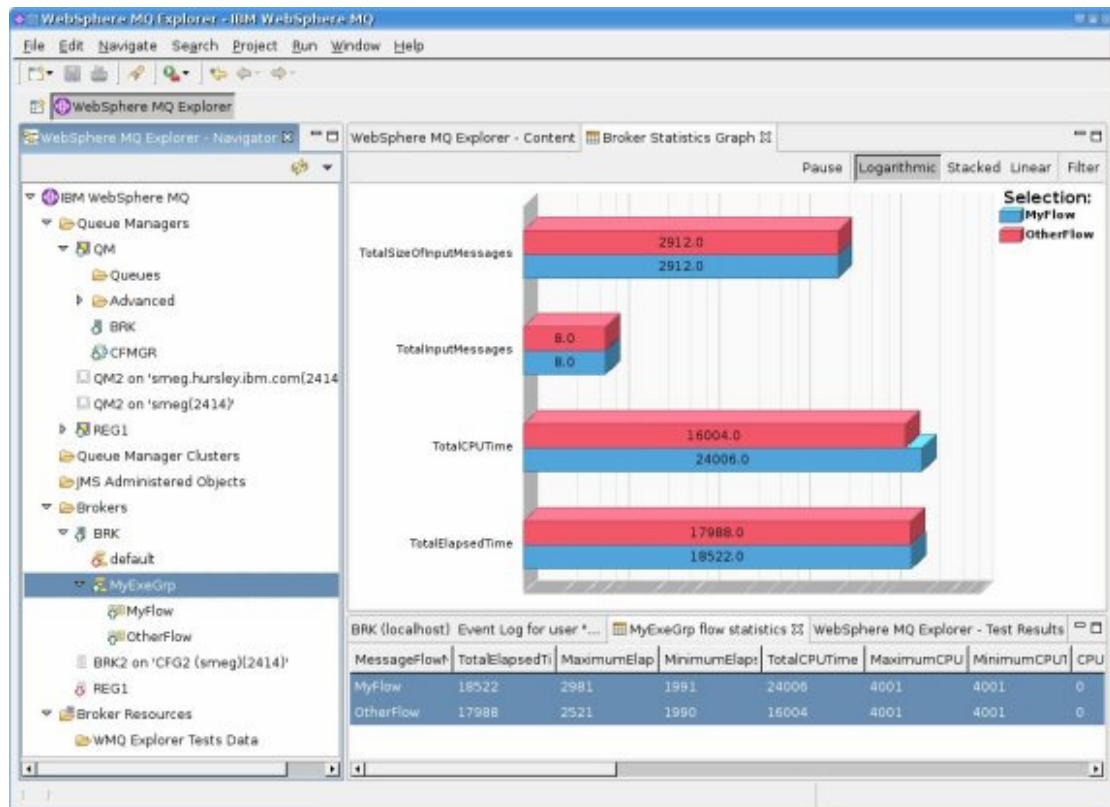 WebSphere MQ Explorer - IBM WebSphere MQ
File Edit Navigate Search Project Run Window Help
WebSphere MQ Explorer
WebSphere MQ Explorer - Navigator
IBM WebSphere MQ
Queue Managers
QM
Queues
Advanced
BRK
CFMGR
QM2 on 'smeg.hursley.ibm.com(2414
QM2 on 'smeg(2414)'
REG1
Queue Manager Clusters
JMS Administered Objects
Brokers
BRK
default
MyExeGrp
MyFlow
OtherFlow
BRK2 on 'CFG2 (smeg)(2414)'
REG1
Broker Resources
WMQ Explorer Tests Data
WebSphere MQ Explorer - Content Broker Statistics Graph
Pause Logarithmic Stacked Linear Filter
Selection:
MyFlow
OtherFlow
TotalSizeOfInputMessages
2912.0
2912.0
TotalInputMessages
8.0
8.0
TotalCPUTime
16004.0
24006.0
TotalElapsedTime
17988.0
18522.0
BRK (localhost) Event Log for user "... MyExeGrp flow statistics WebSphere MQ Explorer - Test Results
MessageFlowN TotalElapsedTi MaximumElap MinimumElaps TotalCPUTime MaximumCPU MinimumCPUT CPU
MyFlow 18522 2981 1991 24006 4001 4001 0
OtherFlow 17988 2521 1990 16004 4001 4001 0